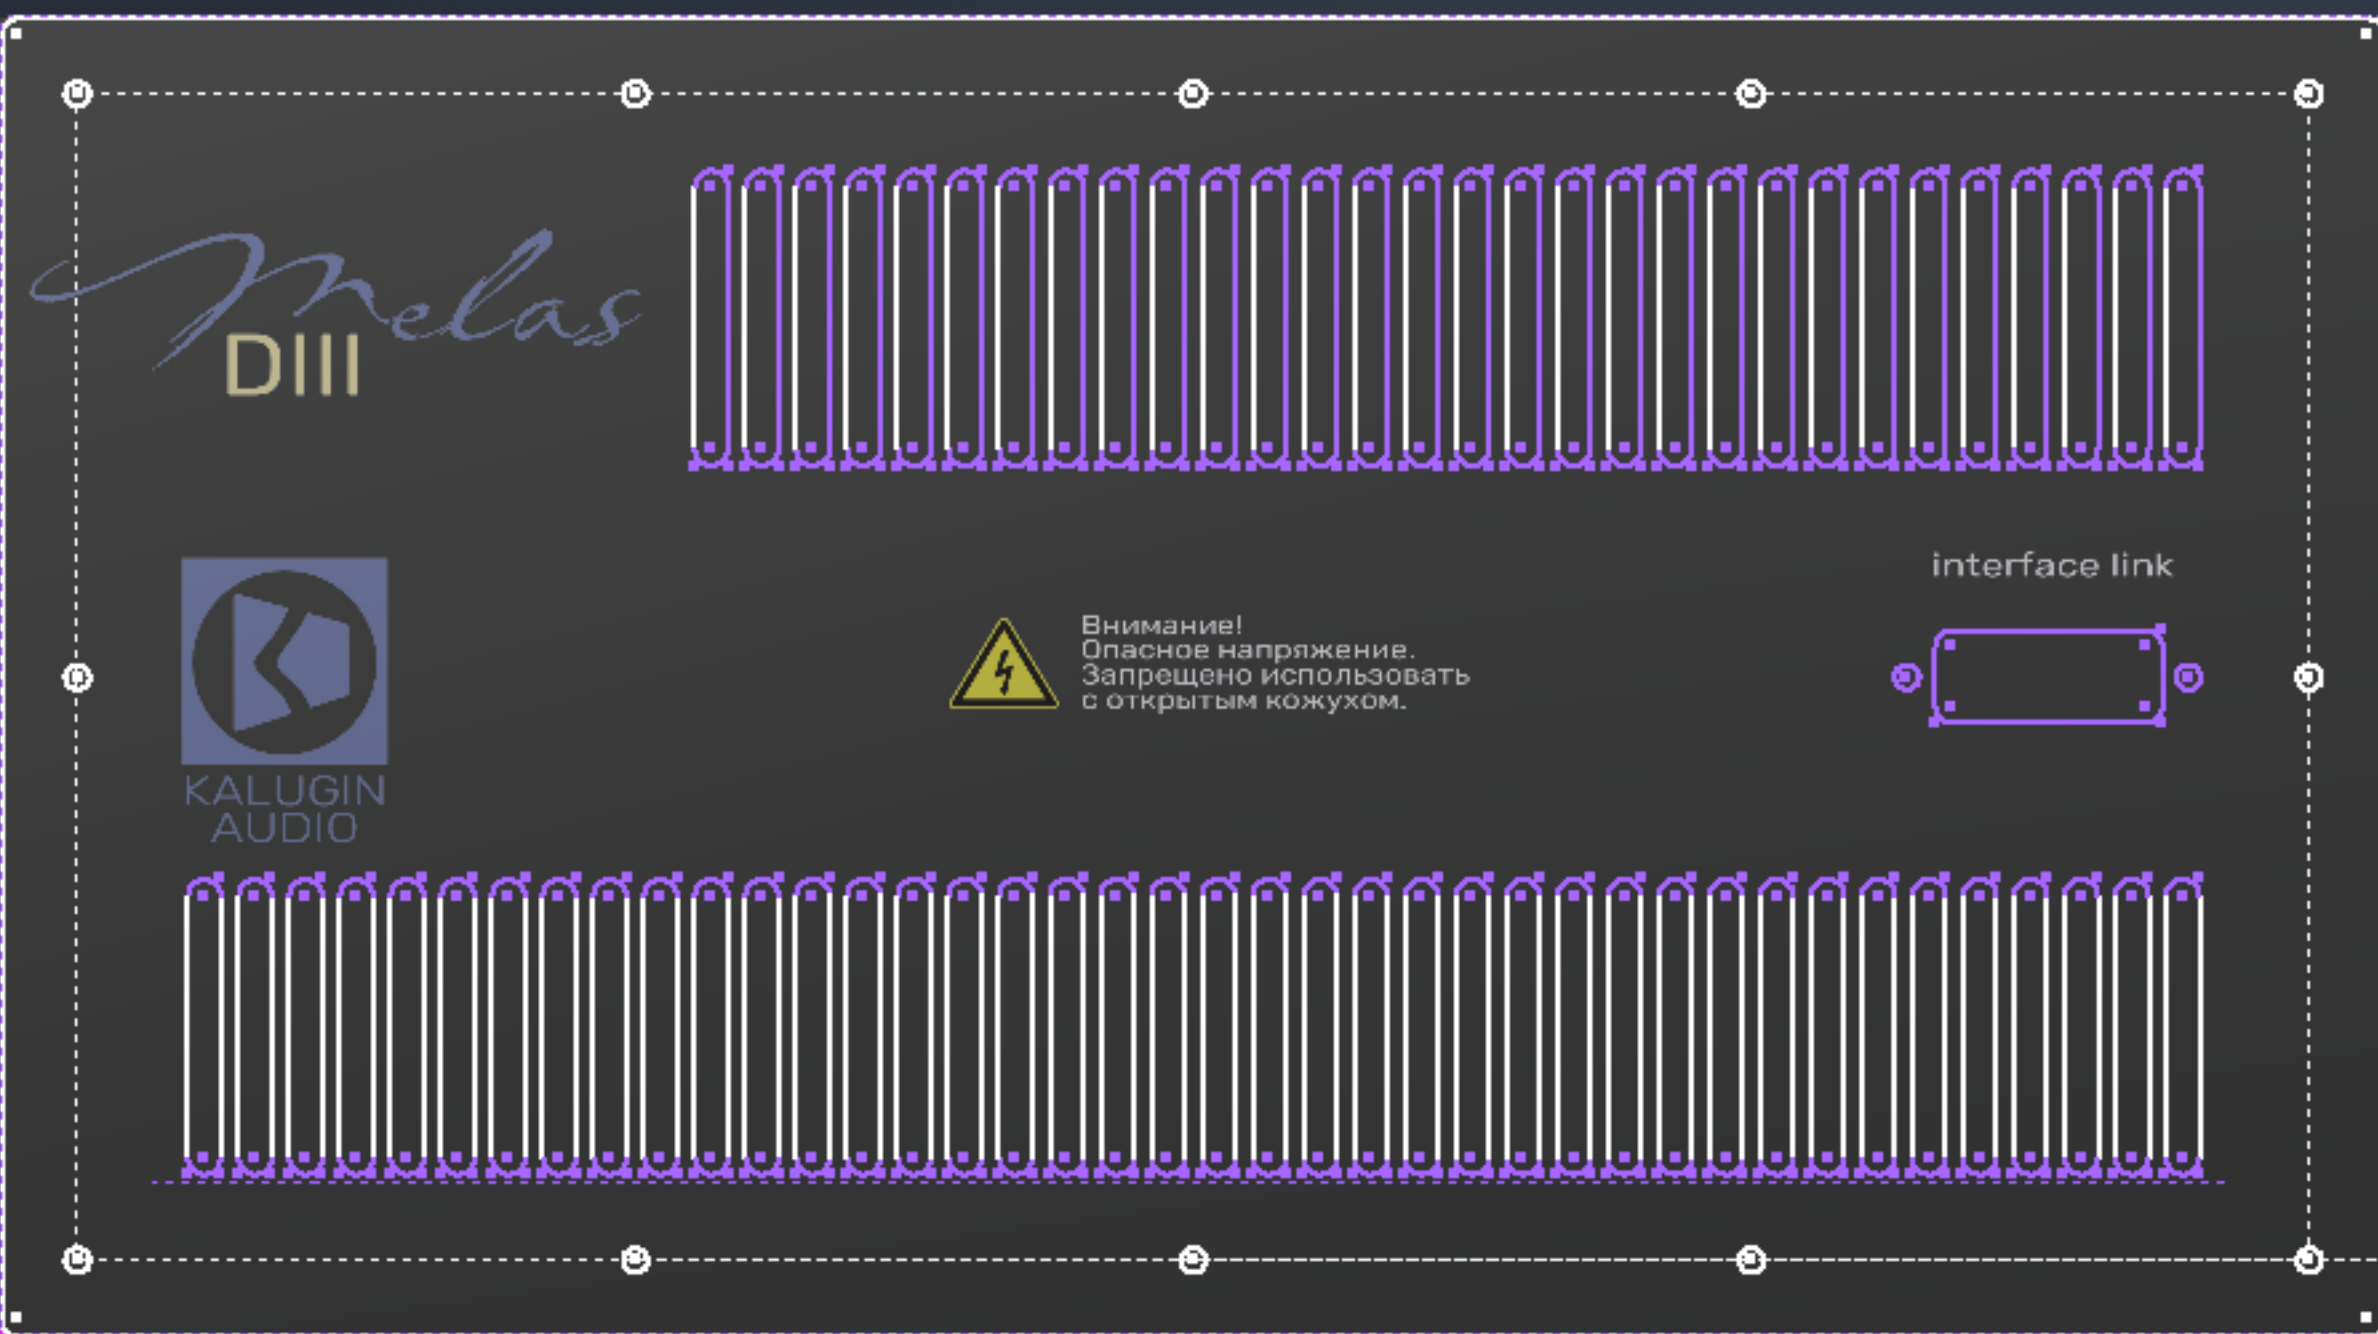 Melas
DIII
interface link
Внимание!
Опасное напряжение.
Запрещено использовать
с открытым кожухом.
KALUGIN
AUDIO